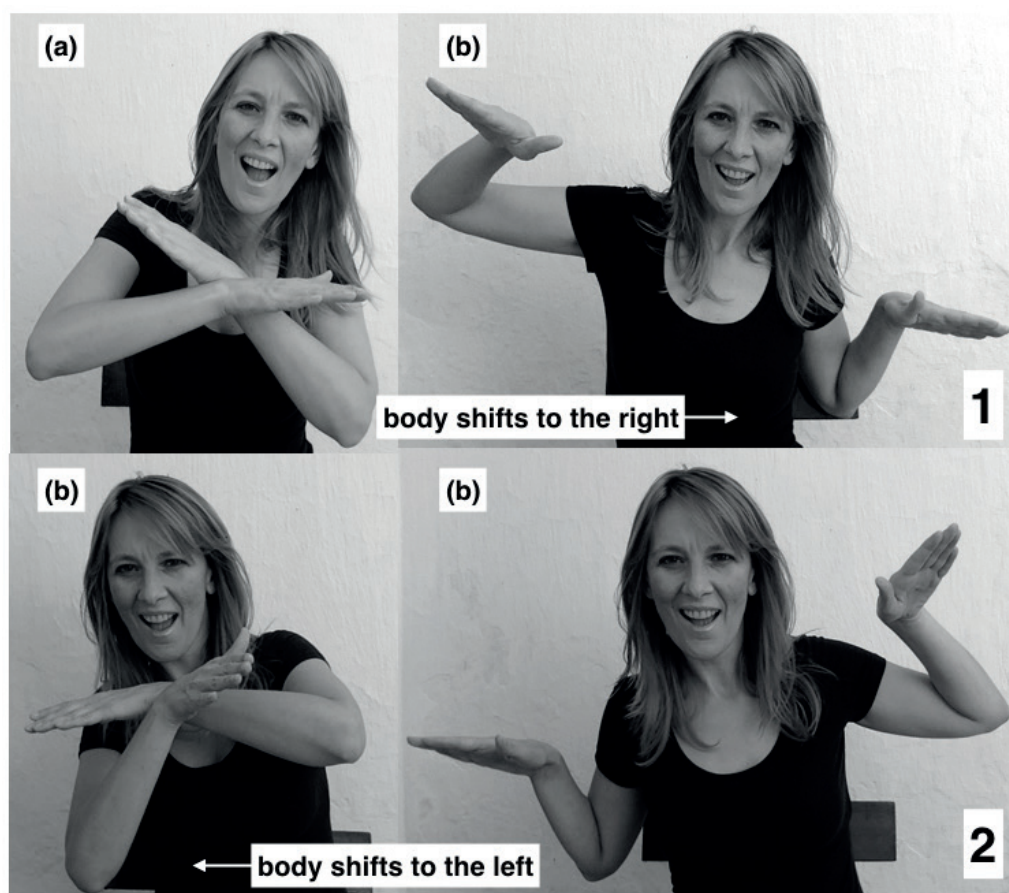 (a)
(b)
body shifts to the right
1
(b)
(b)
body shifts to the left
2